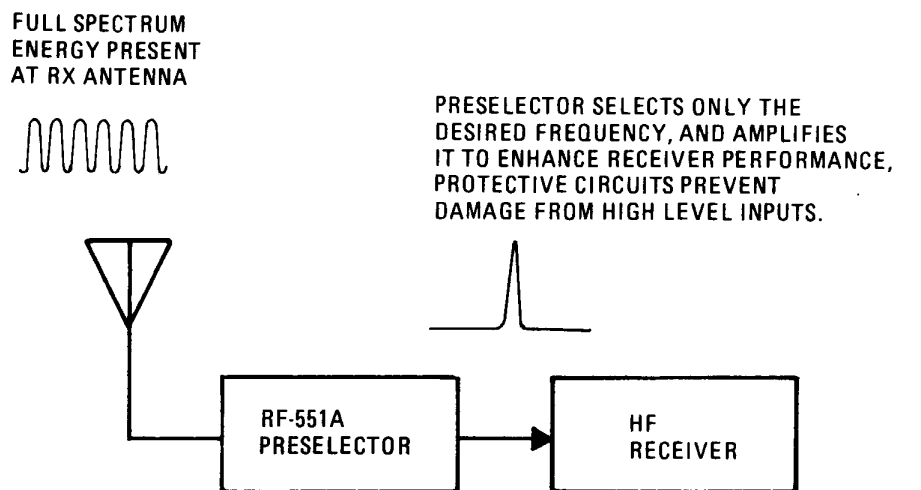 FULL SPECTRUM
ENERGY PRESENT
AT RX ANTENNA
PRESELECTOR SELECTS ONLY THE
DESIRED FREQUENCY, AND AMPLIFIES
IT TO ENHANCE RECEIVER PERFORMANCE,
PROTECTIVE CIRCUITS PREVENT
DAMAGE FROM HIGH LEVEL INPUTS.
RF-551A
PRESELECTOR
HF
RECEIVER